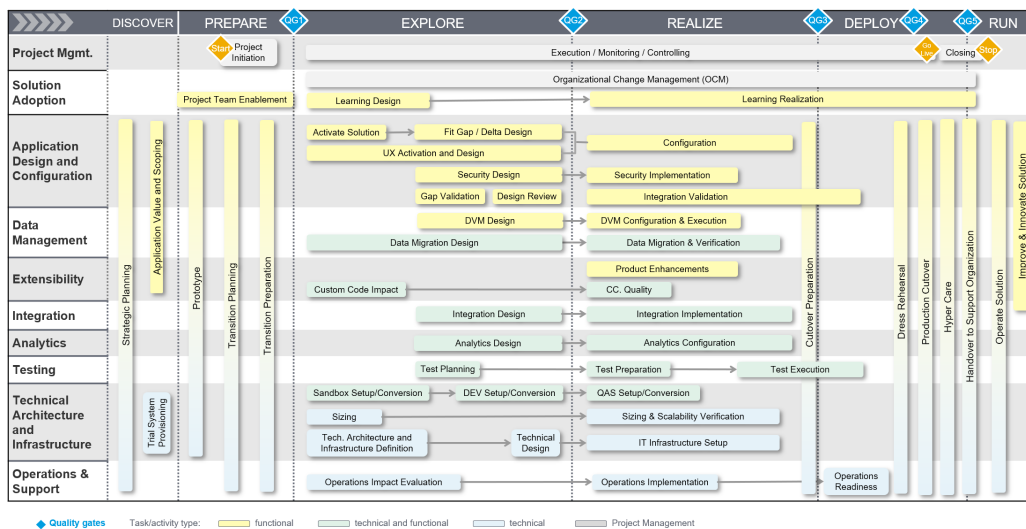 DISCOVER
PREPARE
QG1
EXPLORE
QG2
REALIZE
QG3
DEPLOY
QG4
QG5
RUN
Project Mgmt.
Start
Project
Initiation
Execution / Monitoring / Controlling
Go
Live
Closing
Stop
Solution
Adoption
Organizational Change Management (OCM)
Project Team Enablement
Learning Design
Learning Realization
Application
Design and
Configuration
Activate Solution
Fit Gap / Delta Design
Configuration
UX Activation and Design
Security Design
Security Implementation
Gap Validation
Design Review
Integration Validation
Data
Management
DVM Design
DVM Configuration & Execution
Data Migration Design
Data Migration & Verification
Extensibility
Product Enhancements
Custom Code Impact
CC. Quality
Integration
Integration Design
Integration Implementation
Analytics
Analytics Design
Analytics Configuration
Testing
Test Planning
Test Preparation
Test Execution
Technical
Architecture
and
Infrastructure
Sandbox Setup/Conversion
DEV Setup/Conversion
QAS Setup/Conversion
Sizing
Sizing & Scalability Verification
Tech. Architecture and
Infrastructure Definition
Technical
Design
IT Infrastructure Setup
Operations &
Support
Operations Impact Evaluation
Operations Implementation
Operations
Readiness
Strategic Planning
Application Value and Scoping
Trial System
Provisioning
Prototype
Transition Planning
Transition Preparation
Cutover Preparation
Dress Rehearsal
Production Cutover
Hyper Care
Handover to Support Organization
Operate Solution
Improve & Innovate Solution
Quality gates
Task/activity type:
functional
technical and functional
technical
Project Management